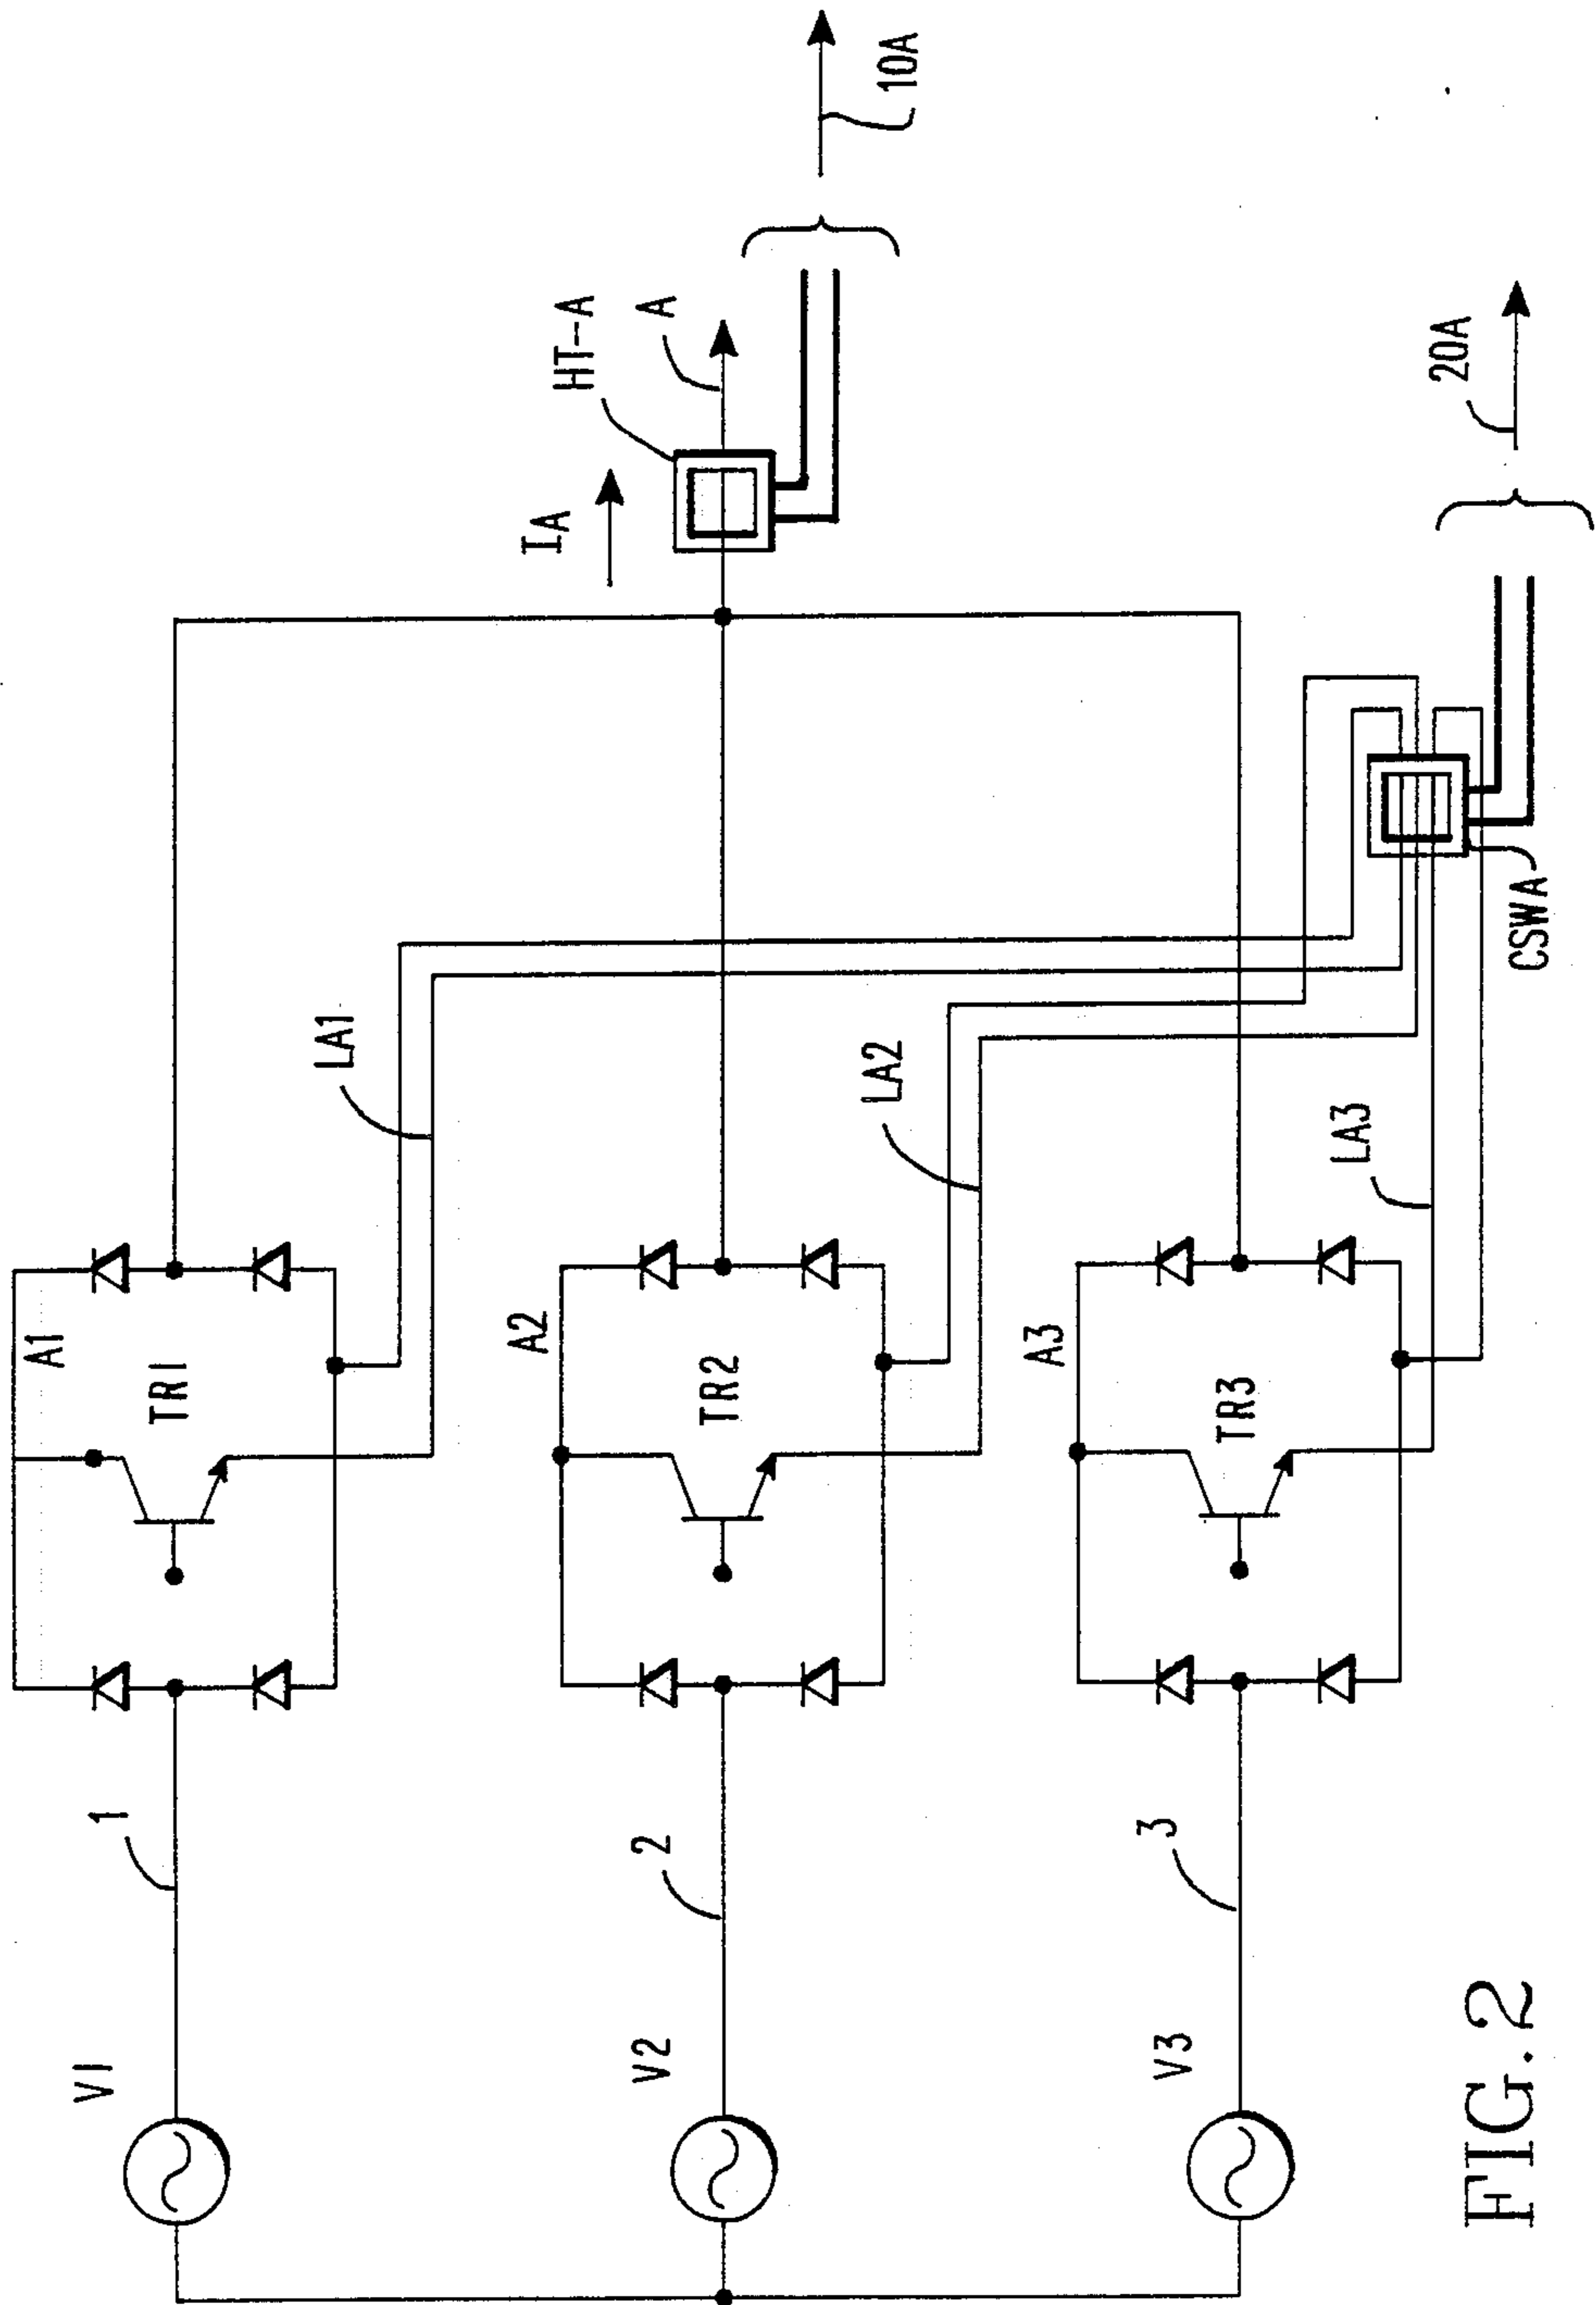 V1
1
A1
TR1
LA1
V2
2
A2
TR2
LA2
IA
HT-A
A
10A
V3
3
A3
TR3
LA3
CSWA
20A
FIG.2